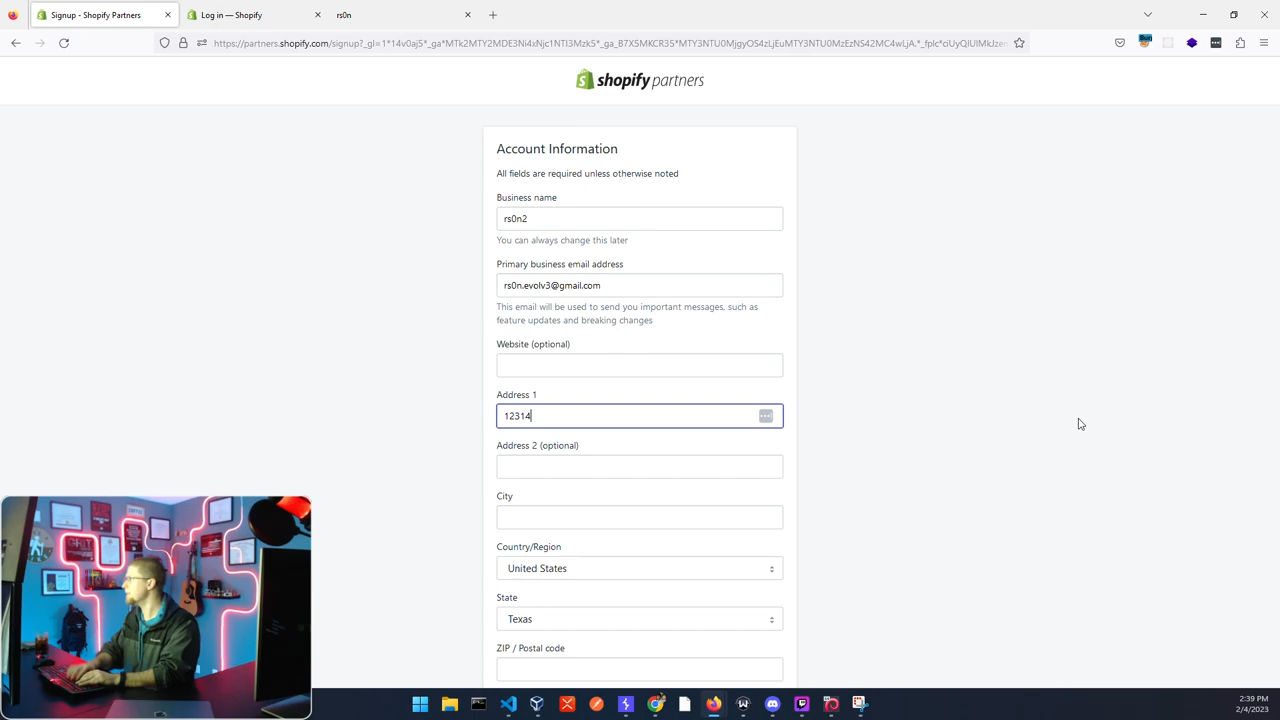 Signup - Shopify Partners
Log in — Shopify
rs0n
shopify partners
Account Information
All fields are required unless otherwise noted
Business name
rs0n2
You can always change this later
Primary business email address
rs0n.evolv3@gmail.com
This email will be used to send you important messages, such as
feature updates and breaking changes
Website (optional)
Address 1
12314
Address 2 (optional)
City
Country/Region
United States
State
Texas
ZIP / Postal code
2:39 PM
2/4/2023